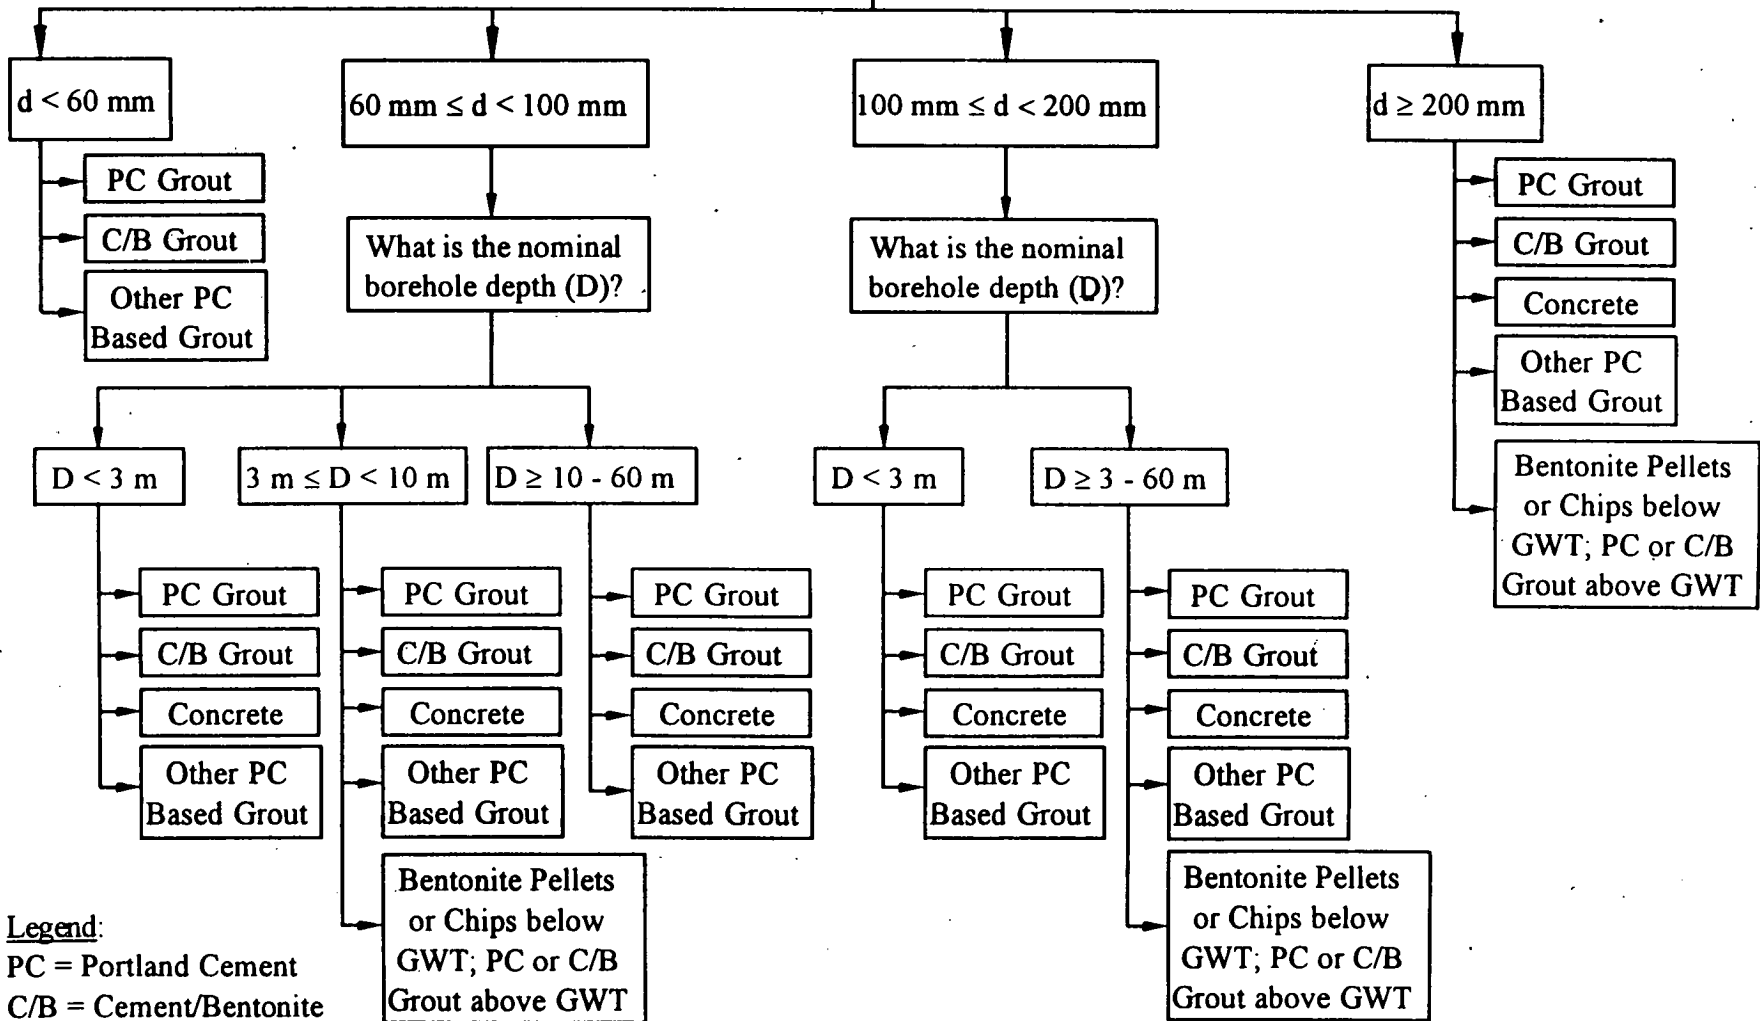 d < 60 mm
60 mm ≤ d < 100 mm
100 mm ≤ d < 200 mm
d ≥ 200 mm
PC Grout
C/B Grout
Other PC
Based Grout
What is the nominal
borehole depth (D)?
What is the nominal
borehole depth (D)?
PC Grout
C/B Grout
Concrete
Other PC
Based Grout
Bentonite Pellets
or Chips below
GWT; PC or C/B
Grout above GWT
D < 3 m
3 m ≤ D < 10 m
D ≥ 10 - 60 m
D < 3 m
D ≥ 3 - 60 m
PC Grout
C/B Grout
Concrete
Other PC
Based Grout
PC Grout
C/B Grout
Concrete
Other PC
Based Grout
Bentonite Pellets
or Chips below
GWT; PC or C/B
Grout above GWT
PC Grout
C/B Grout
Concrete
Other PC
Based Grout
PC Grout
C/B Grout
Concrete
Other PC
Based Grout
PC Grout
C/B Grout
Concrete
Other PC
Based Grout
Bentonite Pellets
or Chips below
GWT; PC or C/B
Grout above GWT
Legend:
PC = Portland Cement
C/B = Cement/Bentonite